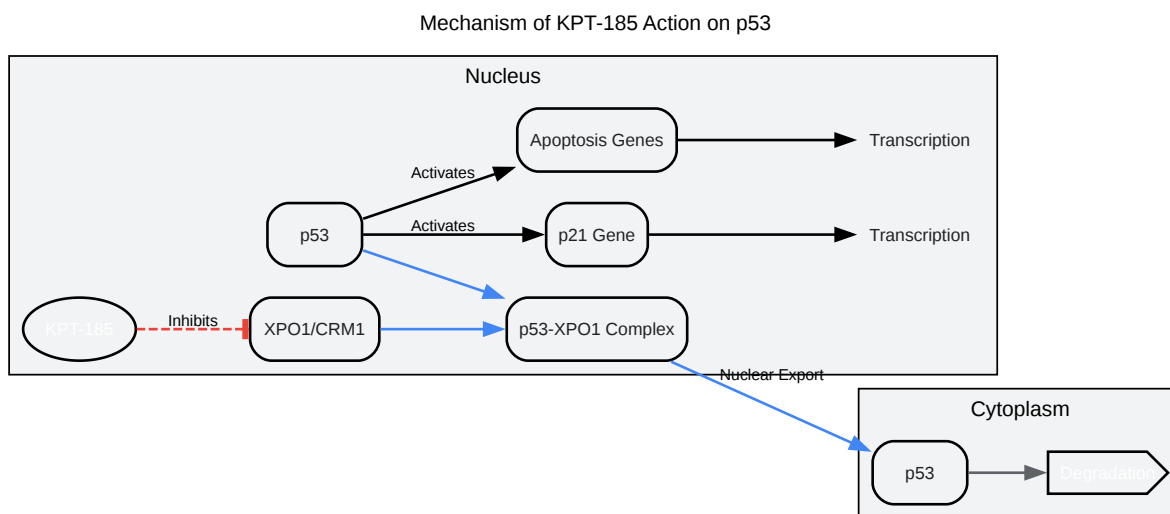 Mechanism of KPT-185 Action on p53
Nucleus
Apoptosis Genes
Transcription
Activates
p53
Activates
p21 Gene
Transcription
KPT-185
Inhibits
XPO1/CRM1
p53-XPO1 Complex
Nuclear Export
Cytoplasm
p53
Degradation